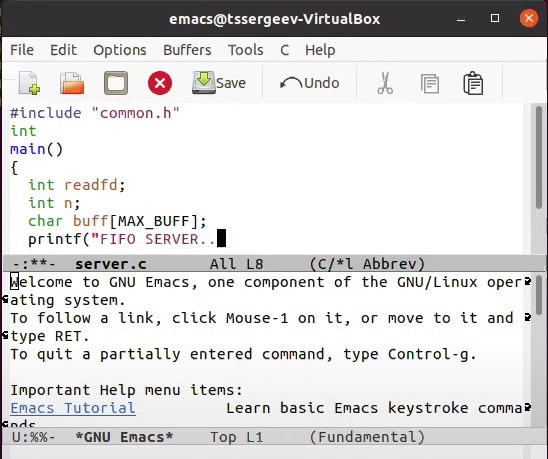 emacs@tssergeev-VirtualBox
File Edit Options Buffers Tools C Help
Save Undo
#include "common.h"
int
main()
{
int readfd;
int n;
char buff[MAX_BUFF];
printf("FIFO SERVER..
-:**- server.c All L8 (C/*l Abbrev)
Welcome to GNU Emacs, one component of the GNU/Linux oper
ating system.
To follow a link, click Mouse-1 on it, or move to it and
type RET.
To quit a partially entered command, type Control-g.
Important Help menu items:
Emacs Tutorial Learn basic Emacs keystroke comma
nds
U:%%- *GNU Emacs* Top L1 (Fundamental)